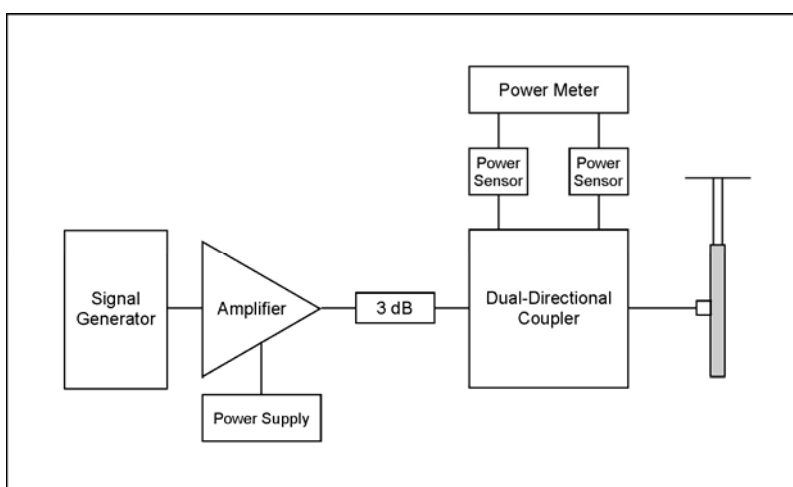 Power Meter
Power
Sensor
Power
Sensor
Signal
Generator
Amplifier
3 dB
Dual-Directional
Coupler
Power Supply